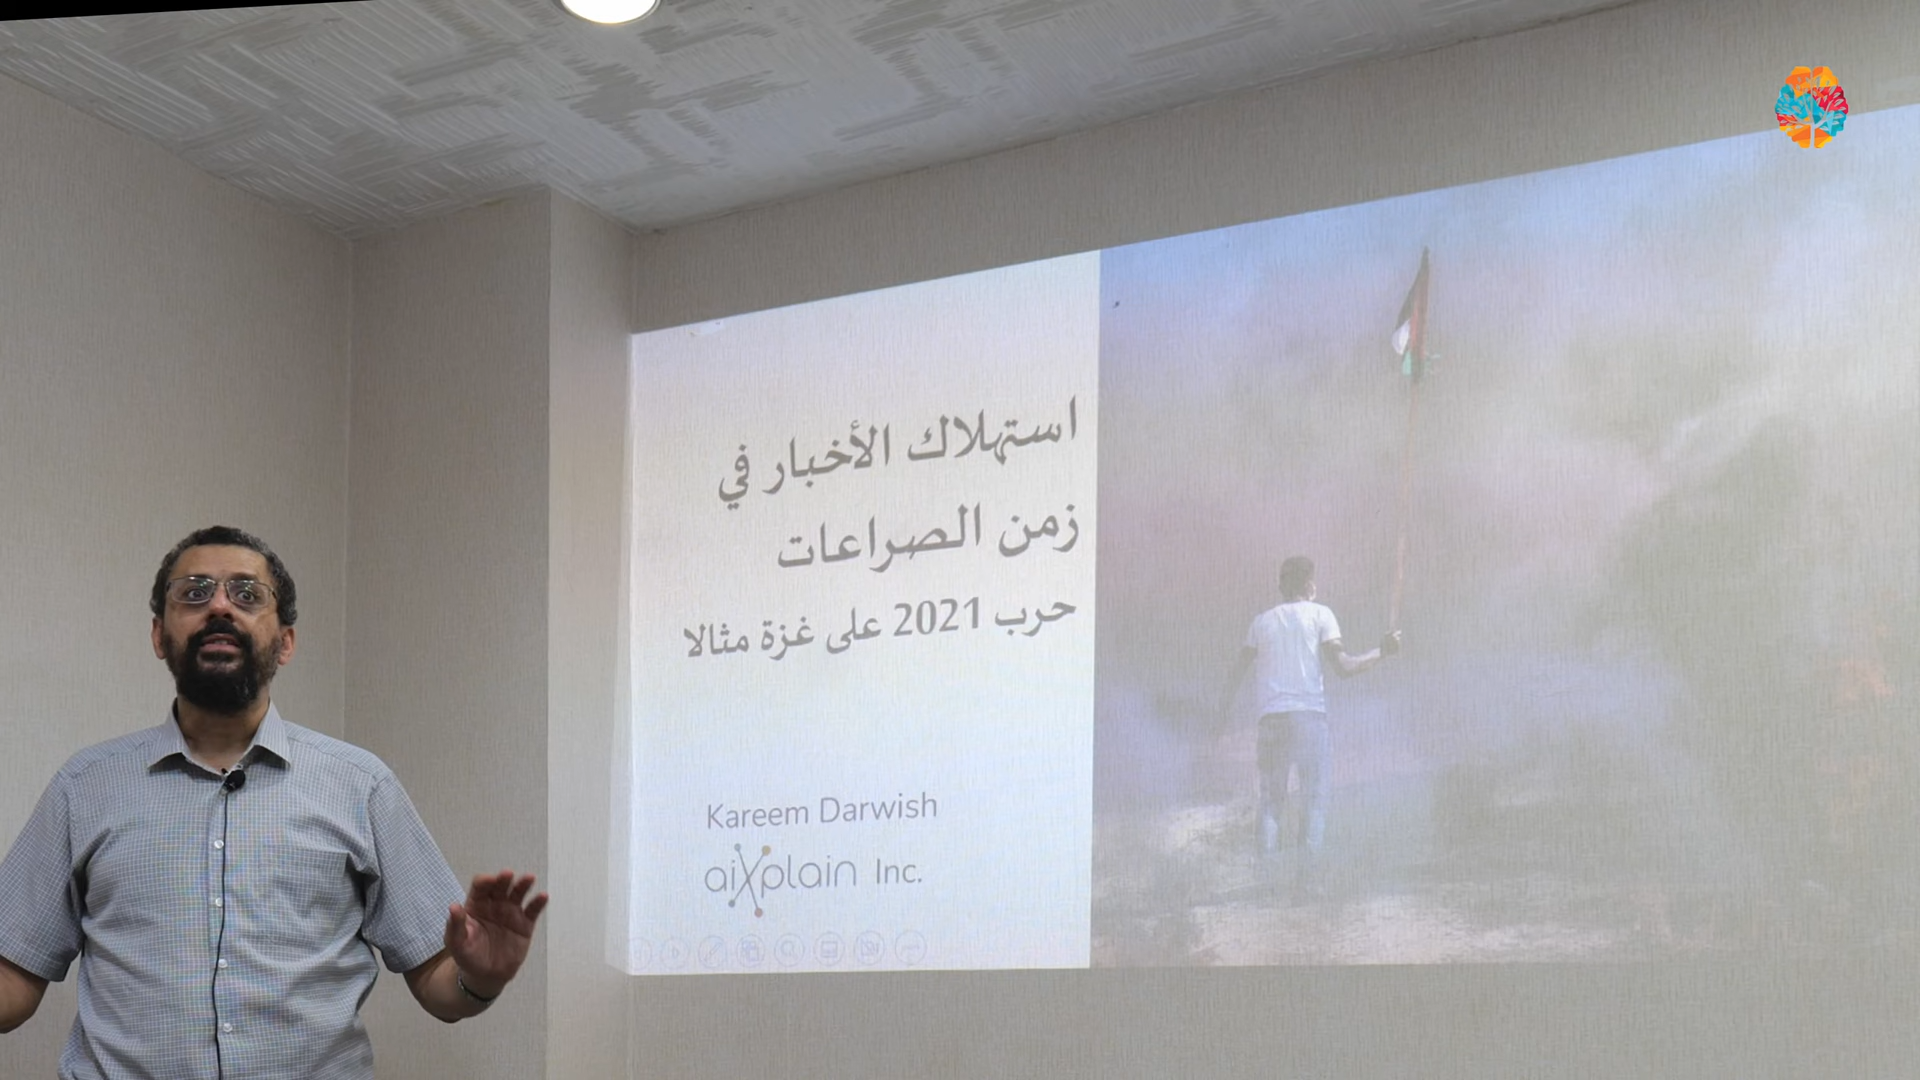 استهلاك الأخبار في
زمن الصراعات
حرب 2021 على غزة مثالا
Kareem Darwish
aiXplain Inc.